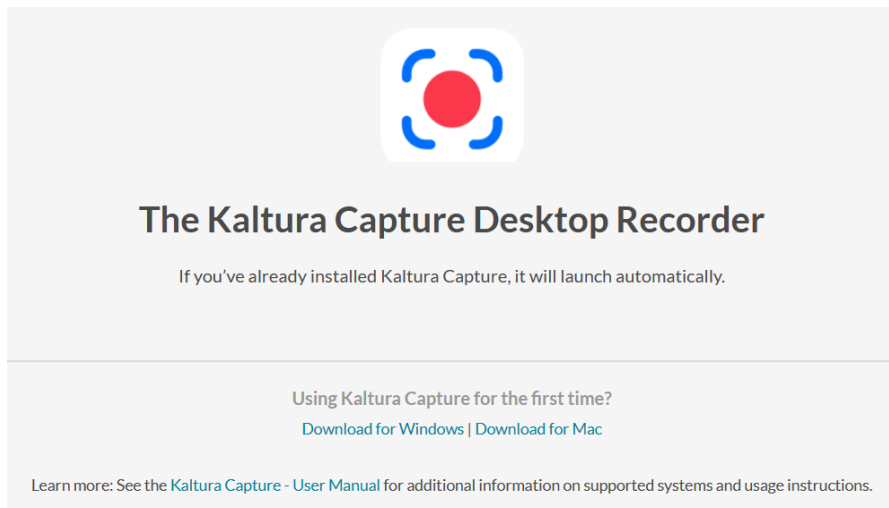 The Kaltura Capture Desktop Recorder
If you've already installed Kaltura Capture, it will launch automatically.
Using Kaltura Capture for the first time?
Download for Windows | Download for Mac
Learn more: See the Kaltura Capture - User Manual for additional information on supported systems and usage instructions.